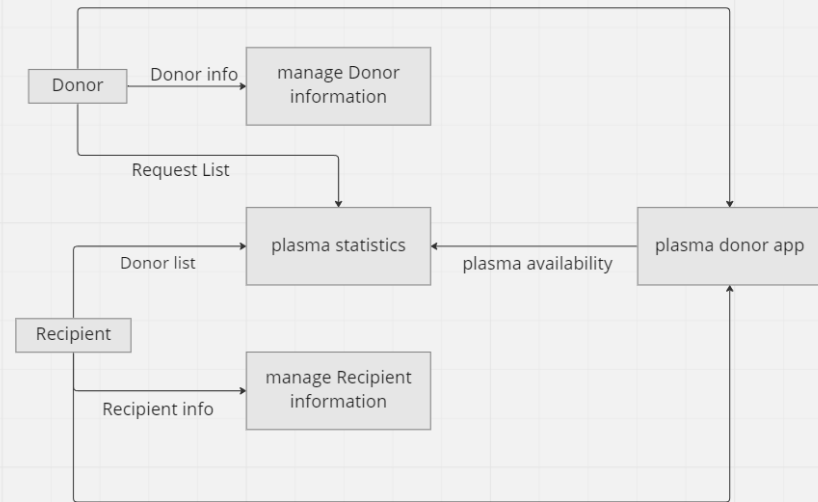 Donor
Donor info
manage Donor
information
Request List
plasma statistics
plasma donor app
Donor list
plasma availability
Recipient
manage Recipient
information
Recipient info